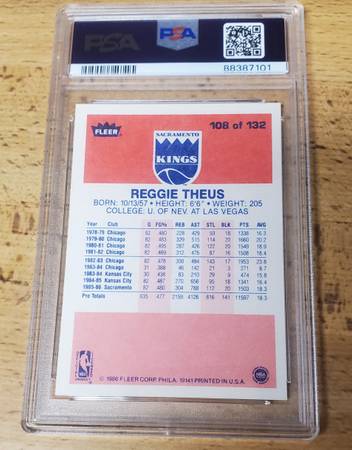 PSA PSA
88387101
FLEER
108 of 132
SACRAMENTO
KINGS
REGGIE THEUS
BORN: 10/13/57 • HEIGHT: 6'6" • WEIGHT: 205
COLLEGE: U. OF NEV. AT LAS VEGAS
Year Club G FG% REB AST STL BLK PTS AVG
1978-79 Chicago 82 480 228 429 93 18 1338 16.3
1979-80 Chicago 82 483 329 515 114 20 1660 20.2
1980-81 Chicago 82 495 287 426 122 20 1549 18.9
1981-82 Chicago 82 469 312 475 87 16 1508 18.4
1982-83 Chicago 82 478 300 484 143 17 1953 23.8
1983-84 Chicago 31 388 46 142 21 3 271 8.7
1983-84 Kansas City 30 438 83 210 29 9 474 15.8
1984-85 Kansas City 82 487 270 656 95 18 1341 16.4
1985-86 Sacramento 82 480 304 788 112 20 1503 18.3
Pro Totals 635 477 2159 4126 816 141 11597 18.3
© 1986 FLEER CORP. PHILA. 19141 PRINTED IN U.S.A.